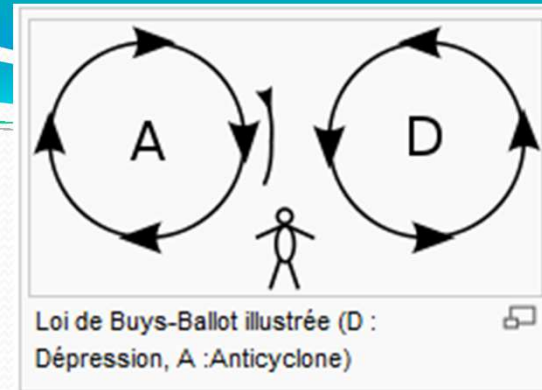 A D
Loi de Buys-Ballot illustrée (D :
Dépression, A :Anticyclone)